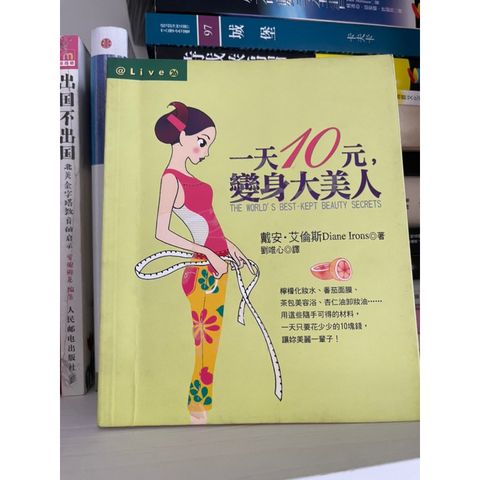 @Live 26
一天10元,
變身大美人
THE WORLD'S BEST-KEPT BEAUTY SECRETS
戴安·艾倫斯Diane Irons◎著
劉唯心◎譯
檸檬化妝水、番茄面膜、
茶包美容浴、杏仁油卸妝油……
用這些隨手可得的材料,
一天只要花少少的10塊錢,
讓妳美麗一輩子!
出国不出国
人民邮电出版社
97 城堡 卡夫卡